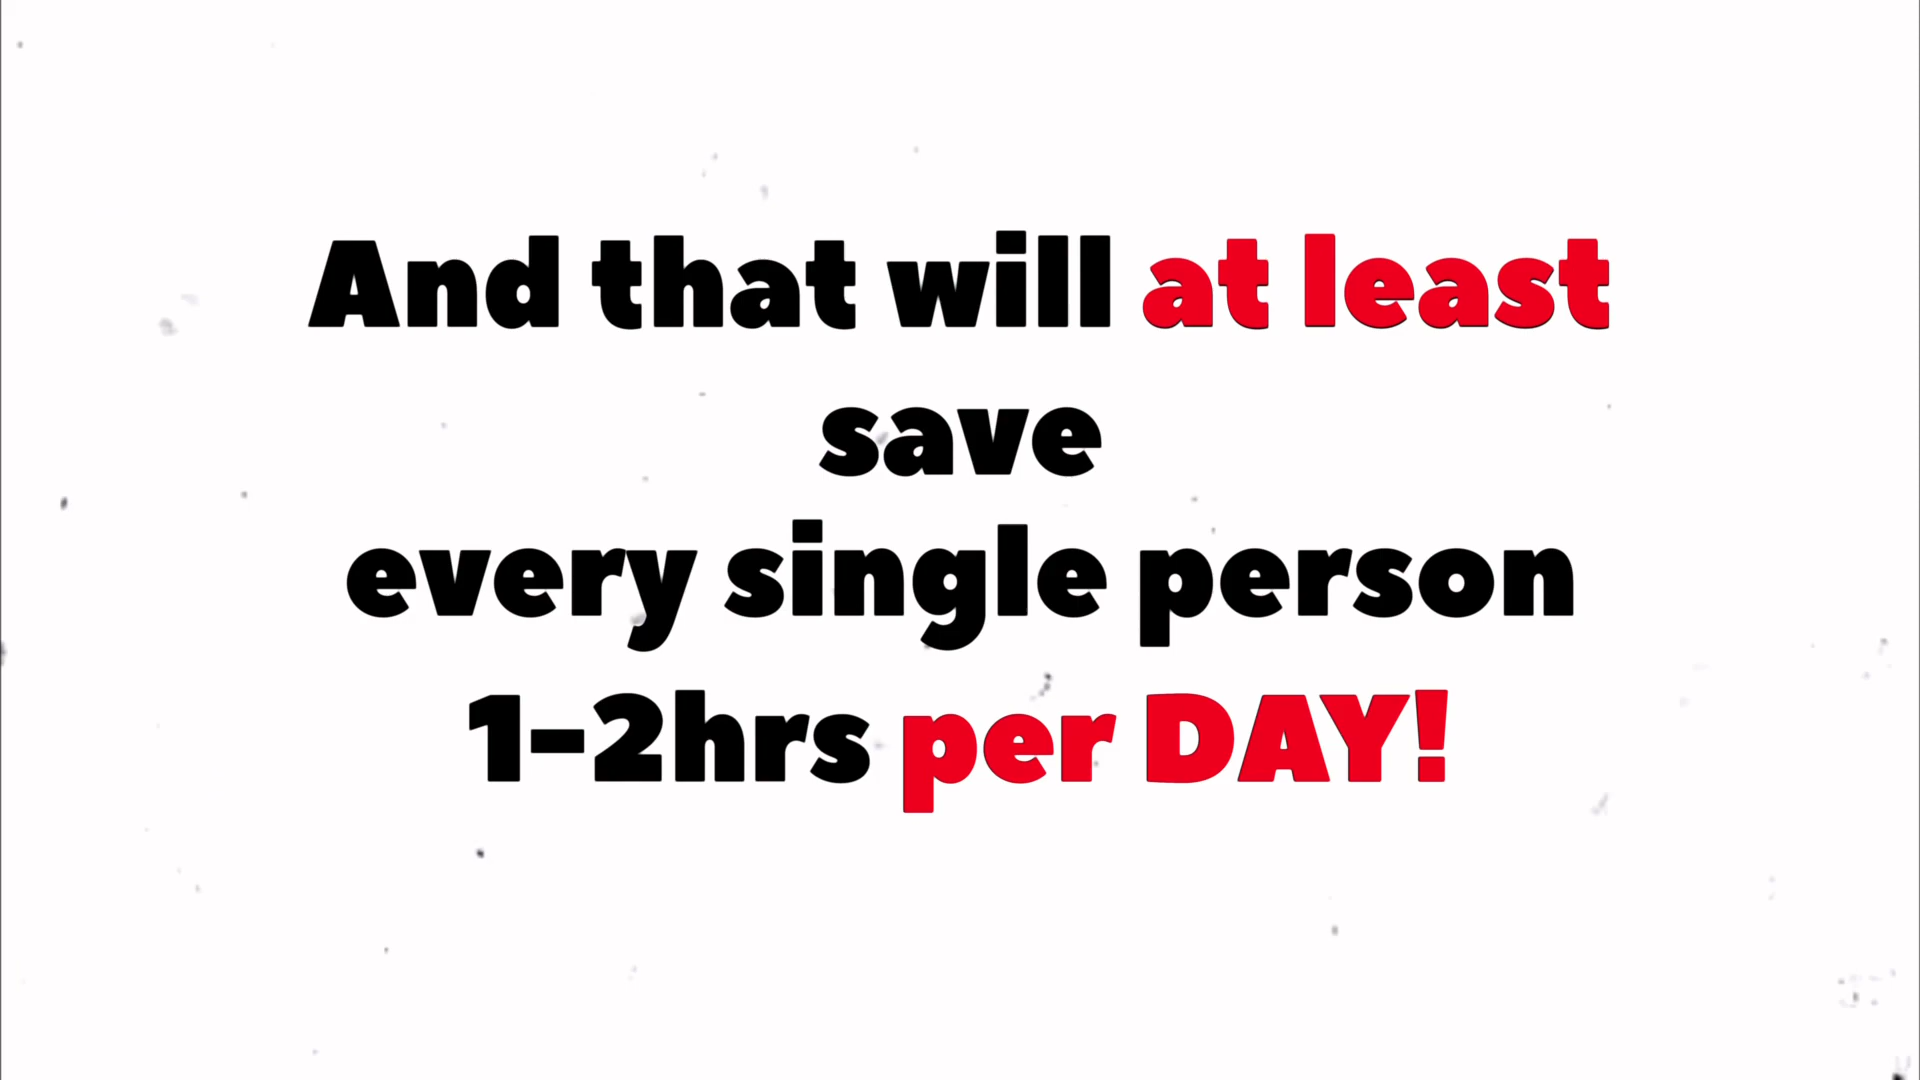 And that will at least
save
every single person
1-2hrs per DAY!